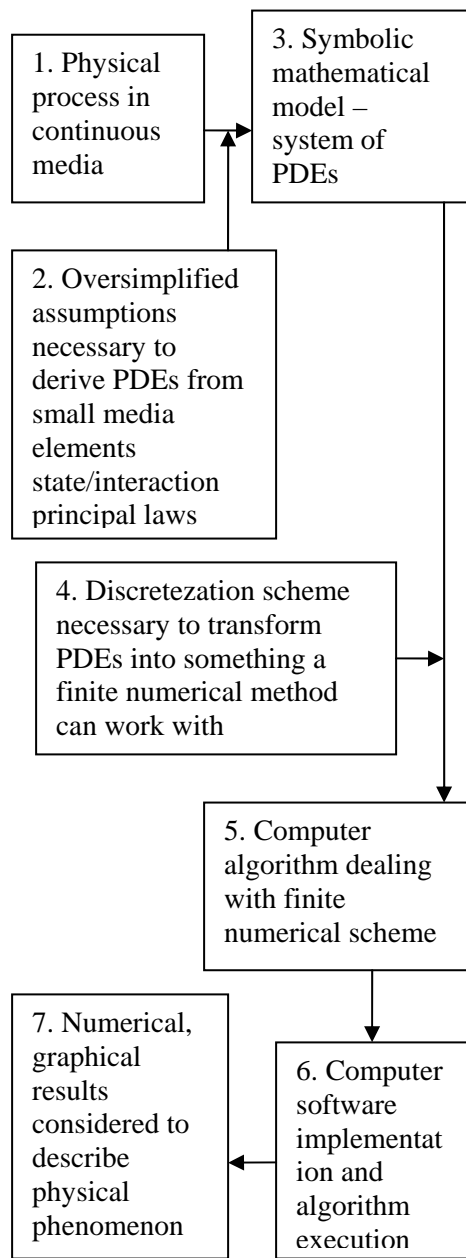 1. Physical
process in
continuous
media
3. Symbolic
mathematical
model –
system of
PDEs
2. Oversimplified
assumptions
necessary to
derive PDEs from
small media
elements
state/interaction
principal laws
4. Discretezation scheme
necessary to transform
PDEs into something a
finite numerical method
can work with
5. Computer
algorithm dealing
with finite
numerical scheme
7. Numerical,
graphical
results
considered to
describe
physical
phenomenon
6. Computer
software
implementat
ion and
algorithm
execution